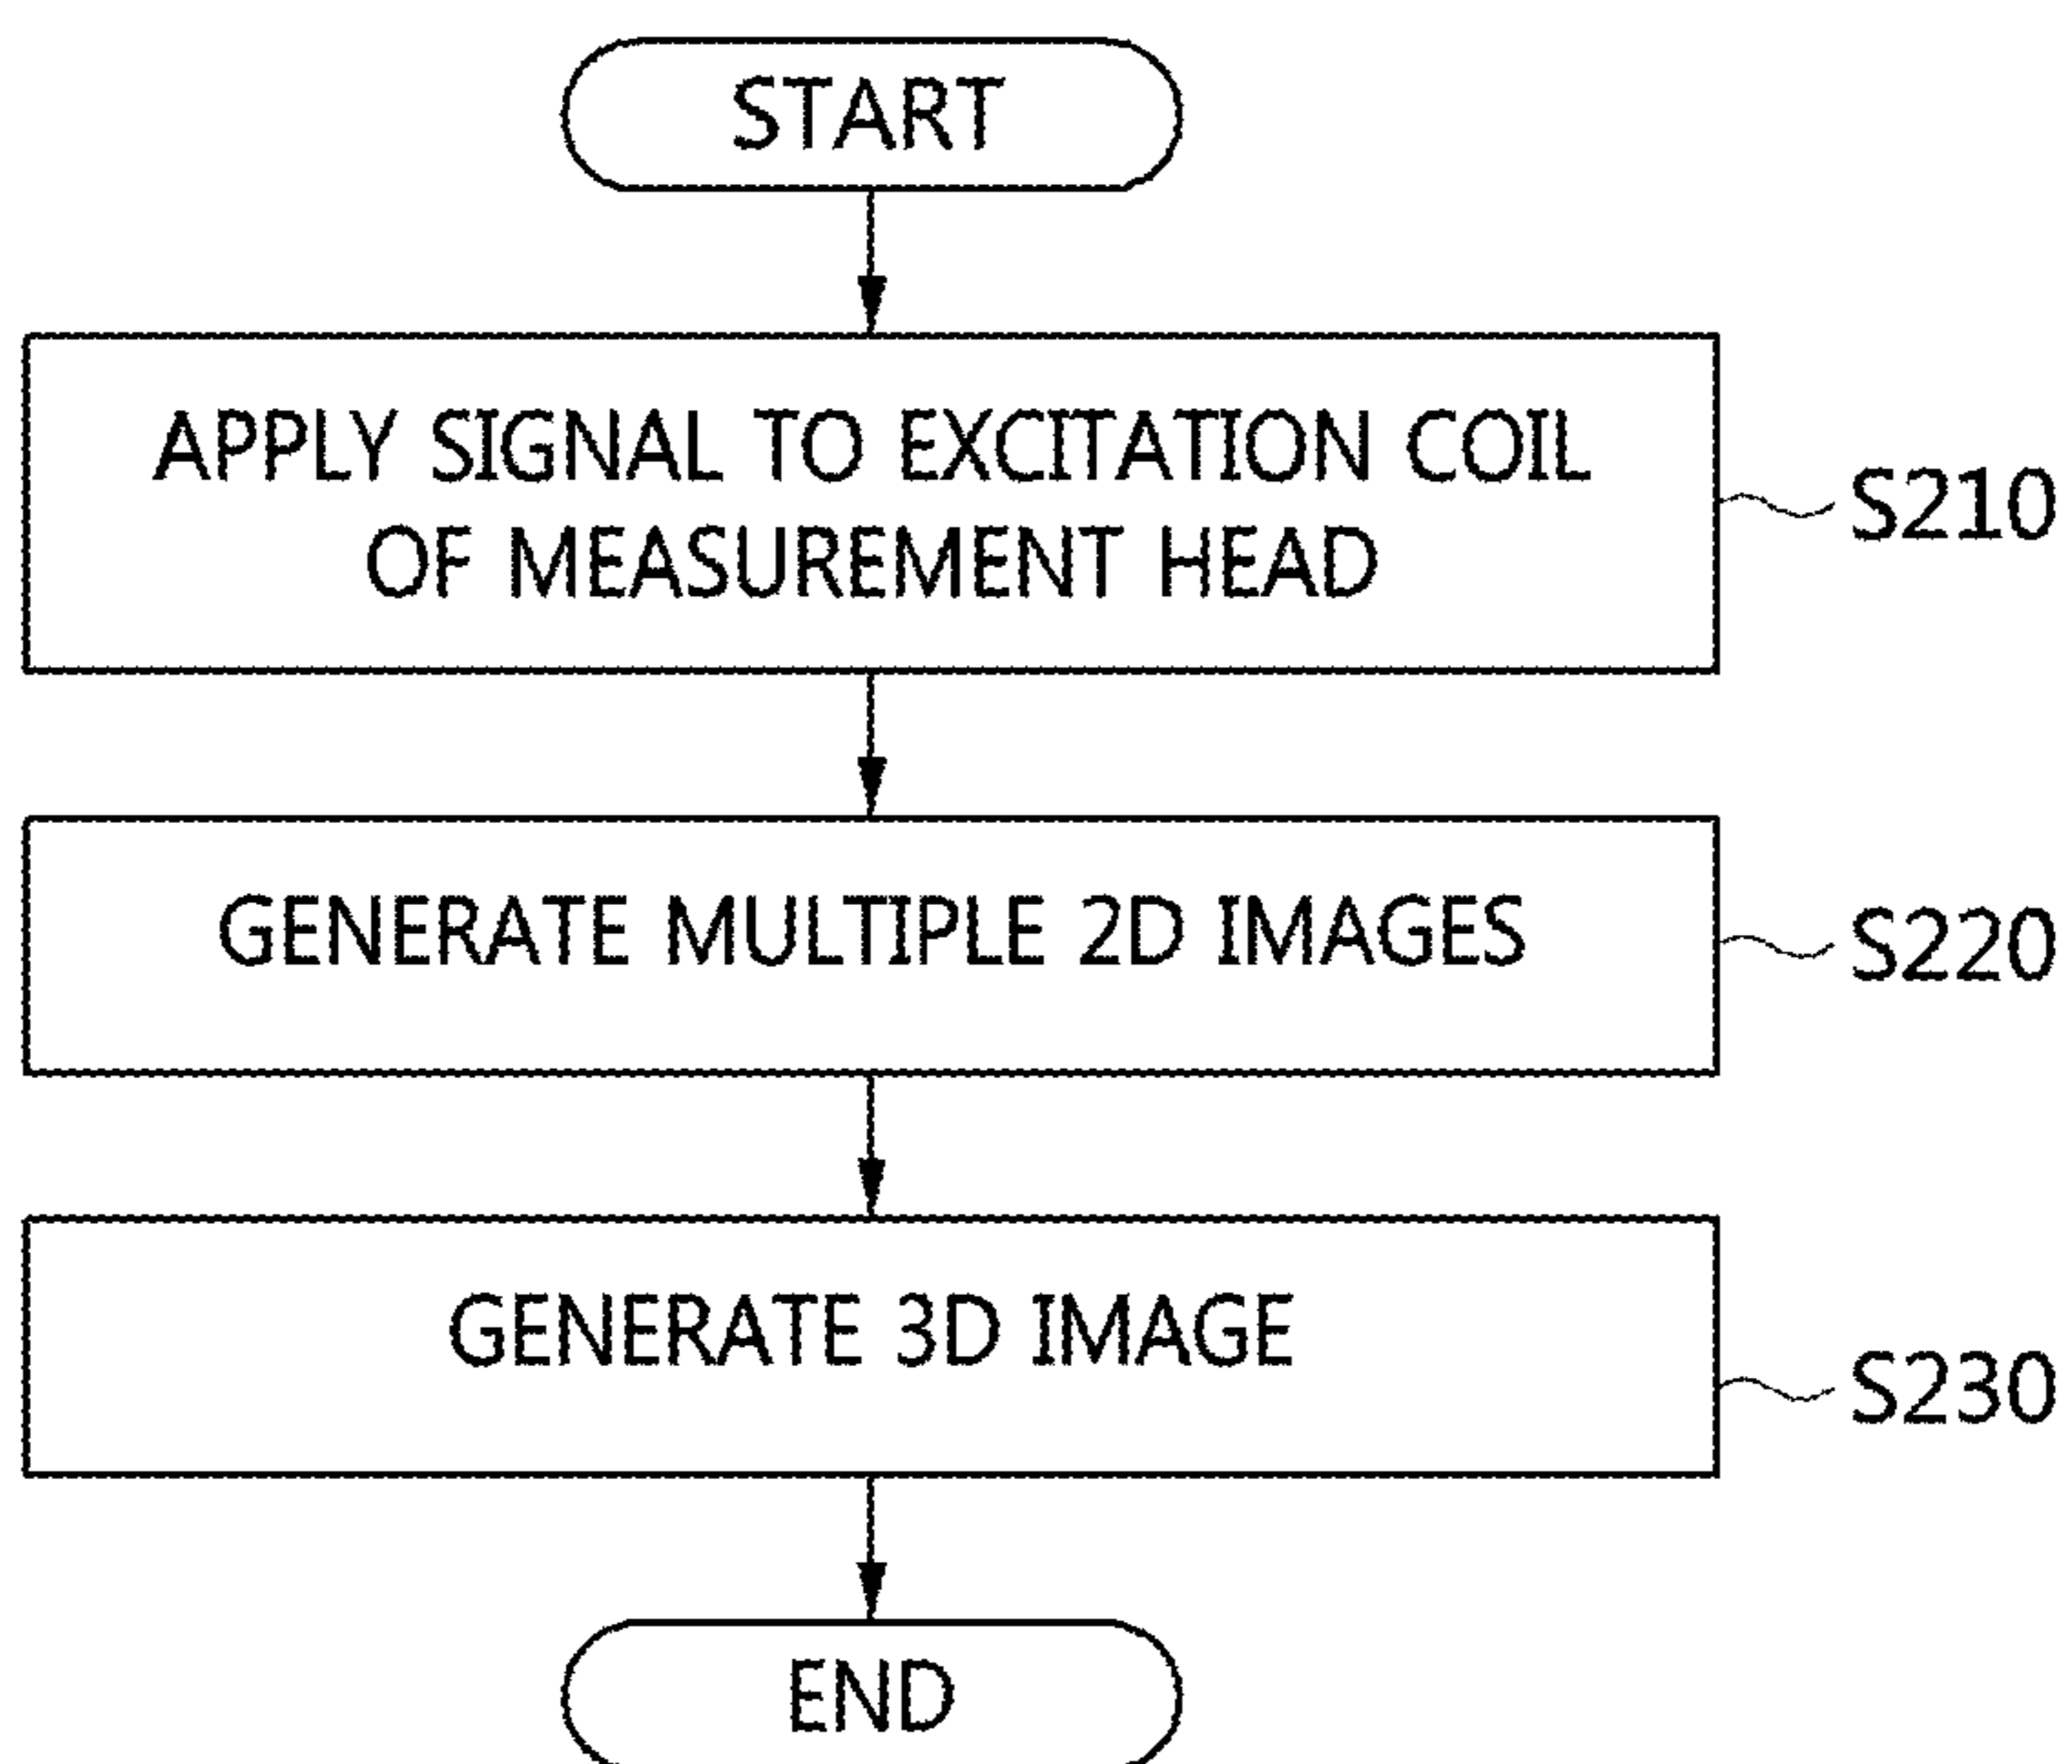 START
APPLY SIGNAL TO EXCITATION COIL
OF MEASUREMENT HEAD
S210
GENERATE MULTIPLE 2D IMAGES
S220
GENERATE 3D IMAGE
S230
END